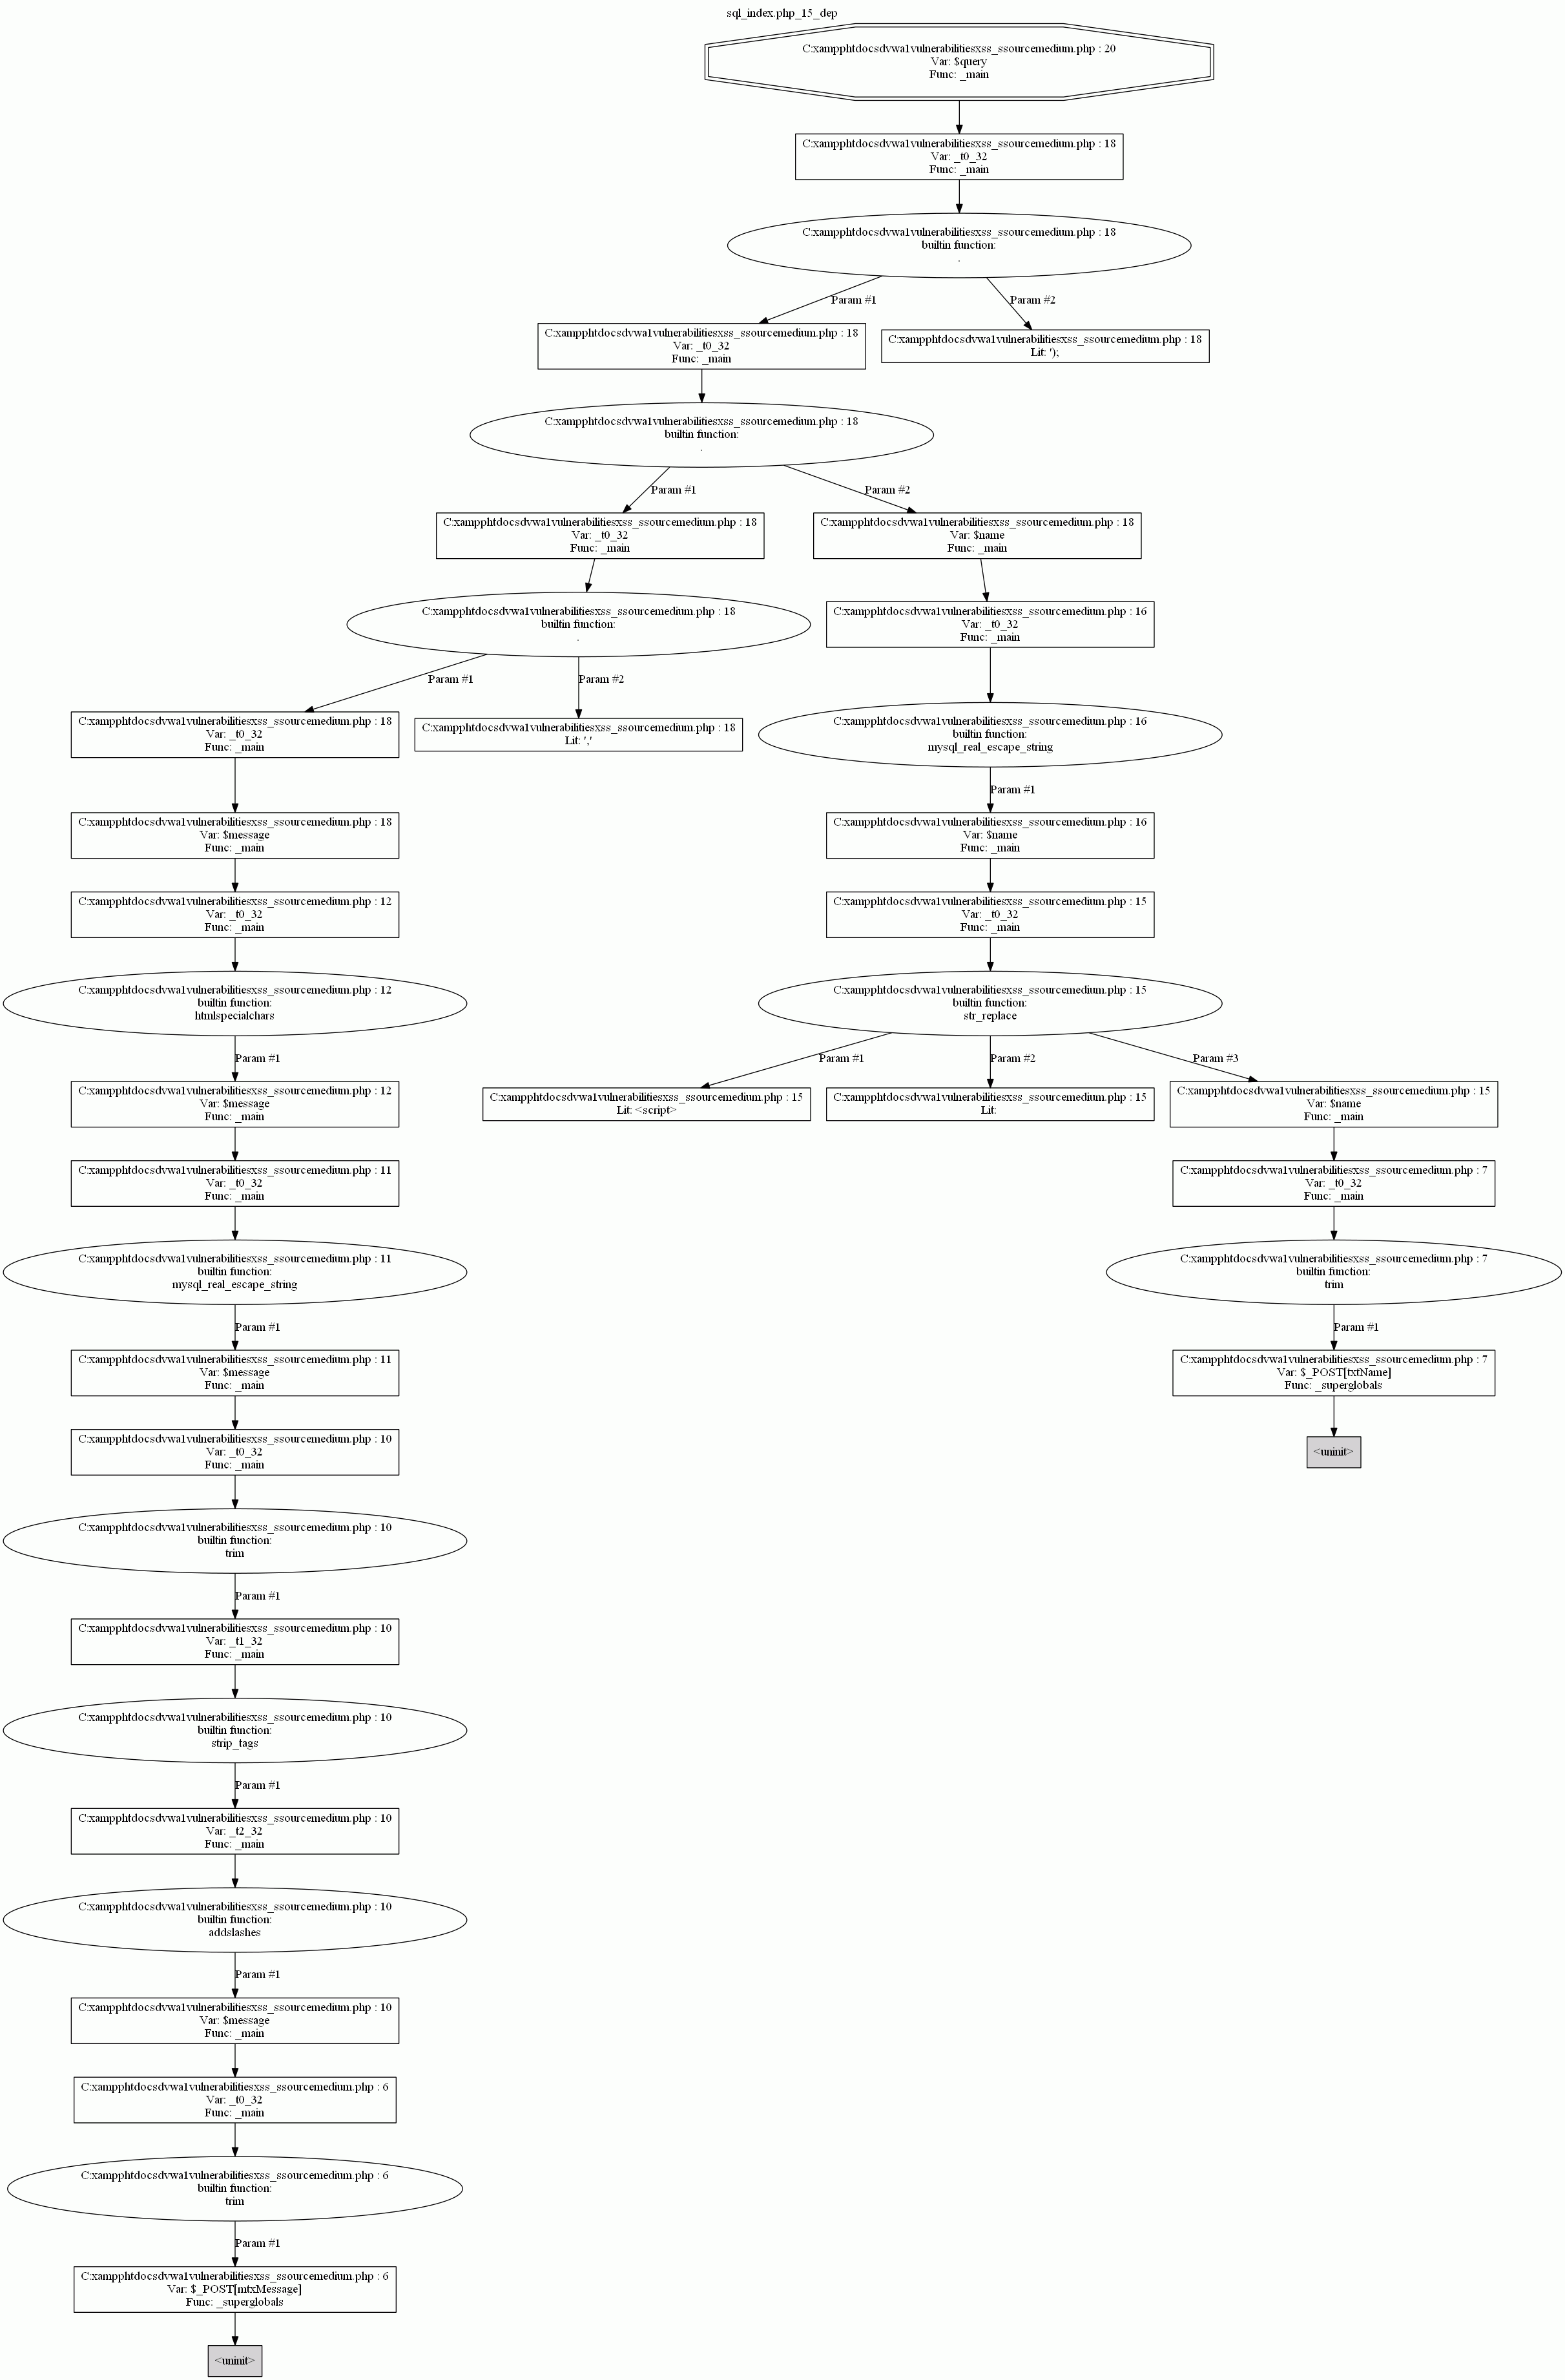 sql_index.php_15_dep
C:xampphtdocsdvwa1vulnerabilitiesxss_ssourcemedium.php : 20
Var: $query
Func: _main
C:xampphtdocsdvwa1vulnerabilitiesxss_ssourcemedium.php : 18
Var: _t0_32
Func: _main
C:xampphtdocsdvwa1vulnerabilitiesxss_ssourcemedium.php : 18
builtin function:
.
Param #1
Param #2
C:xampphtdocsdvwa1vulnerabilitiesxss_ssourcemedium.php : 18
Var: _t0_32
Func: _main
C:xampphtdocsdvwa1vulnerabilitiesxss_ssourcemedium.php : 18
Lit: ');
C:xampphtdocsdvwa1vulnerabilitiesxss_ssourcemedium.php : 18
builtin function:
.
Param #1
Param #2
C:xampphtdocsdvwa1vulnerabilitiesxss_ssourcemedium.php : 18
Var: _t0_32
Func: _main
C:xampphtdocsdvwa1vulnerabilitiesxss_ssourcemedium.php : 18
Var: $name
Func: _main
C:xampphtdocsdvwa1vulnerabilitiesxss_ssourcemedium.php : 18
builtin function:
.
C:xampphtdocsdvwa1vulnerabilitiesxss_ssourcemedium.php : 16
Var: _t0_32
Func: _main
Param #1
Param #2
C:xampphtdocsdvwa1vulnerabilitiesxss_ssourcemedium.php : 18
Var: _t0_32
Func: _main
C:xampphtdocsdvwa1vulnerabilitiesxss_ssourcemedium.php : 18
Lit: ','
C:xampphtdocsdvwa1vulnerabilitiesxss_ssourcemedium.php : 16
builtin function:
mysql_real_escape_string
Param #1
C:xampphtdocsdvwa1vulnerabilitiesxss_ssourcemedium.php : 18
Var: $message
Func: _main
C:xampphtdocsdvwa1vulnerabilitiesxss_ssourcemedium.php : 16
Var: $name
Func: _main
C:xampphtdocsdvwa1vulnerabilitiesxss_ssourcemedium.php : 12
Var: _t0_32
Func: _main
C:xampphtdocsdvwa1vulnerabilitiesxss_ssourcemedium.php : 15
Var: _t0_32
Func: _main
C:xampphtdocsdvwa1vulnerabilitiesxss_ssourcemedium.php : 12
builtin function:
htmlspecialchars
C:xampphtdocsdvwa1vulnerabilitiesxss_ssourcemedium.php : 15
builtin function:
str_replace
Param #1
Param #1
Param #2
Param #3
C:xampphtdocsdvwa1vulnerabilitiesxss_ssourcemedium.php : 12
Var: $message
Func: _main
C:xampphtdocsdvwa1vulnerabilitiesxss_ssourcemedium.php : 15
Lit: <script>
C:xampphtdocsdvwa1vulnerabilitiesxss_ssourcemedium.php : 15
Lit:
C:xampphtdocsdvwa1vulnerabilitiesxss_ssourcemedium.php : 15
Var: $name
Func: _main
C:xampphtdocsdvwa1vulnerabilitiesxss_ssourcemedium.php : 11
Var: _t0_32
Func: _main
C:xampphtdocsdvwa1vulnerabilitiesxss_ssourcemedium.php : 7
Var: _t0_32
Func: _main
C:xampphtdocsdvwa1vulnerabilitiesxss_ssourcemedium.php : 11
builtin function:
mysql_real_escape_string
C:xampphtdocsdvwa1vulnerabilitiesxss_ssourcemedium.php : 7
builtin function:
trim
Param #1
Param #1
C:xampphtdocsdvwa1vulnerabilitiesxss_ssourcemedium.php : 11
Var: $message
Func: _main
C:xampphtdocsdvwa1vulnerabilitiesxss_ssourcemedium.php : 7
Var: $_POST[txtName]
Func: _superglobals
C:xampphtdocsdvwa1vulnerabilitiesxss_ssourcemedium.php : 10
Var: _t0_32
Func: _main
<uninit>
C:xampphtdocsdvwa1vulnerabilitiesxss_ssourcemedium.php : 10
builtin function:
trim
Param #1
C:xampphtdocsdvwa1vulnerabilitiesxss_ssourcemedium.php : 10
Var: _t1_32
Func: _main
C:xampphtdocsdvwa1vulnerabilitiesxss_ssourcemedium.php : 10
builtin function:
strip_tags
Param #1
C:xampphtdocsdvwa1vulnerabilitiesxss_ssourcemedium.php : 10
Var: _t2_32
Func: _main
C:xampphtdocsdvwa1vulnerabilitiesxss_ssourcemedium.php : 10
builtin function:
addslashes
Param #1
C:xampphtdocsdvwa1vulnerabilitiesxss_ssourcemedium.php : 10
Var: $message
Func: _main
C:xampphtdocsdvwa1vulnerabilitiesxss_ssourcemedium.php : 6
Var: _t0_32
Func: _main
C:xampphtdocsdvwa1vulnerabilitiesxss_ssourcemedium.php : 6
builtin function:
trim
Param #1
C:xampphtdocsdvwa1vulnerabilitiesxss_ssourcemedium.php : 6
Var: $_POST[mtxMessage]
Func: _superglobals
<uninit>